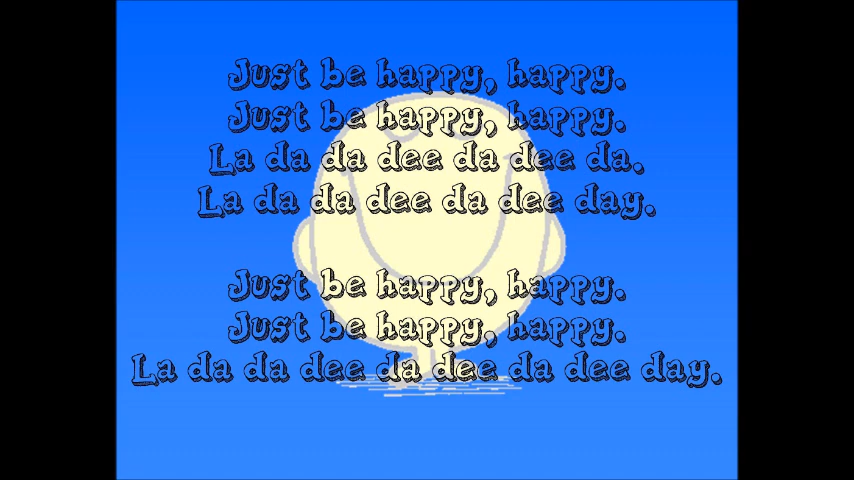 Just be happy, happy.
Just be happy, happy.
La da da dee da dee da.
La da da dee da dee day.
Just be happy, happy.
Just be happy, happy.
La da da dee da dee da dee day.